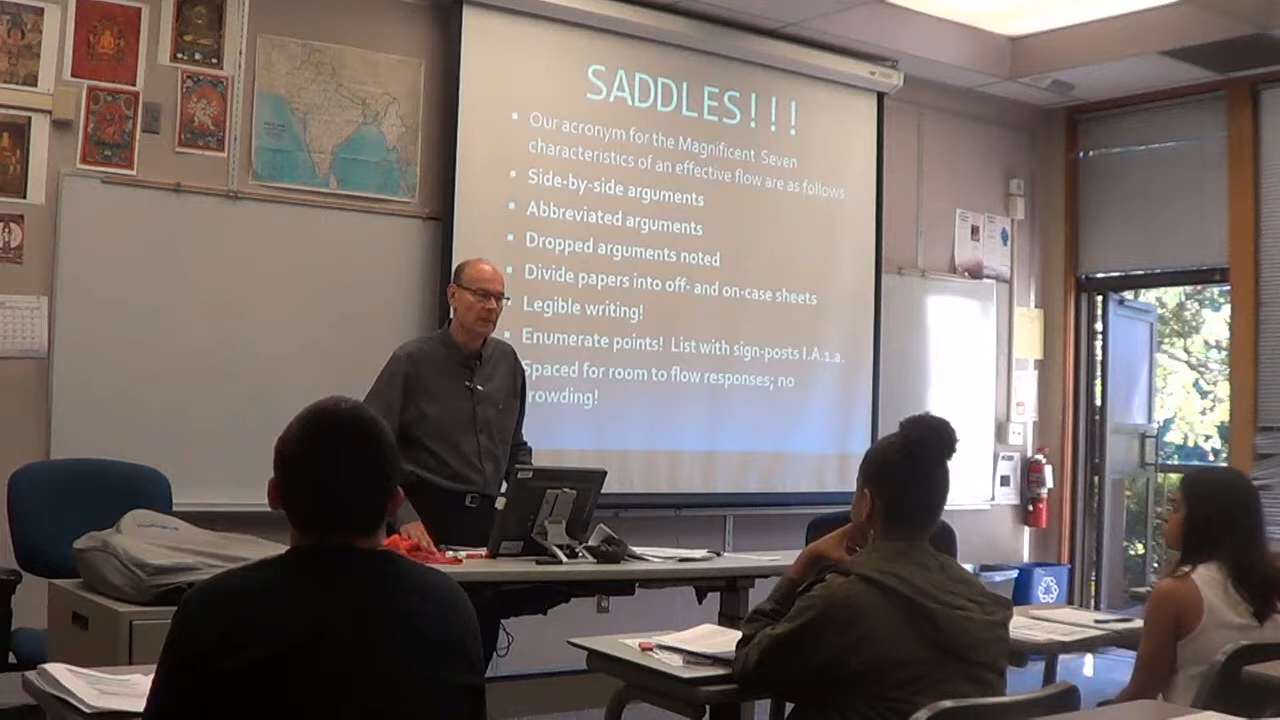 SADDLES!!!
Our acronym for the Magnificent Seven
characteristics of an effective flow are as follows
Side-by-side arguments
Abbreviated arguments
Dropped arguments noted
Divide papers into off- and on-case sheets
Legible writing!
Enumerate points! List with sign-posts I.A.1.a.
Spaced for room to flow responses; no
rowding!